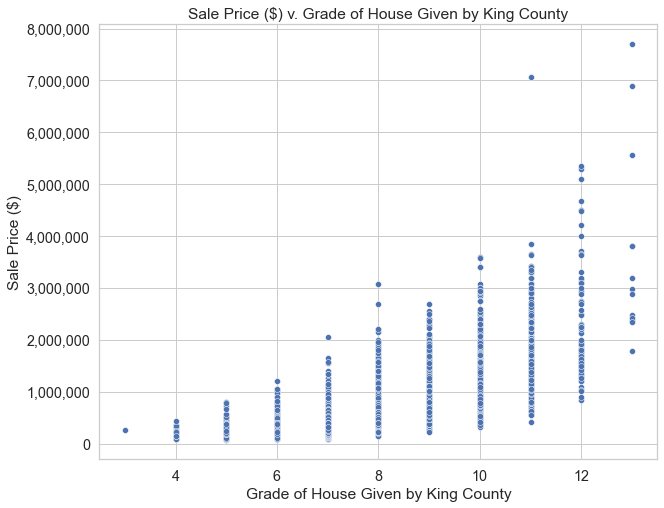 Sale Price ($) v. Grade of House Given by King County
8,000,000
7,000,000
6,000,000
5,000,000
4,000,000
3,000,000
2,000,000
1,000,000
0
Sale Price ($)
4 6 8 10 12
Grade of House Given by King County